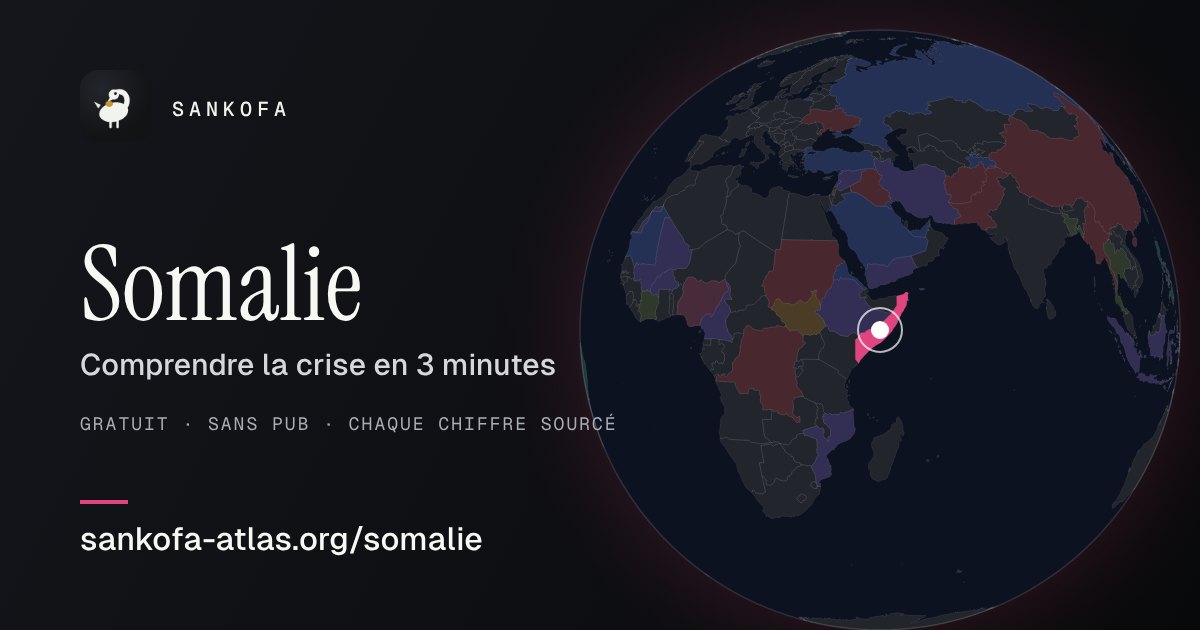 SANKOFA
Somalie
Comprendre la crise en 3 minutes
GRATUIT · SANS PUB · CHAQUE CHIFFRE SOURCÉ
sankofa-atlas.org/somalie